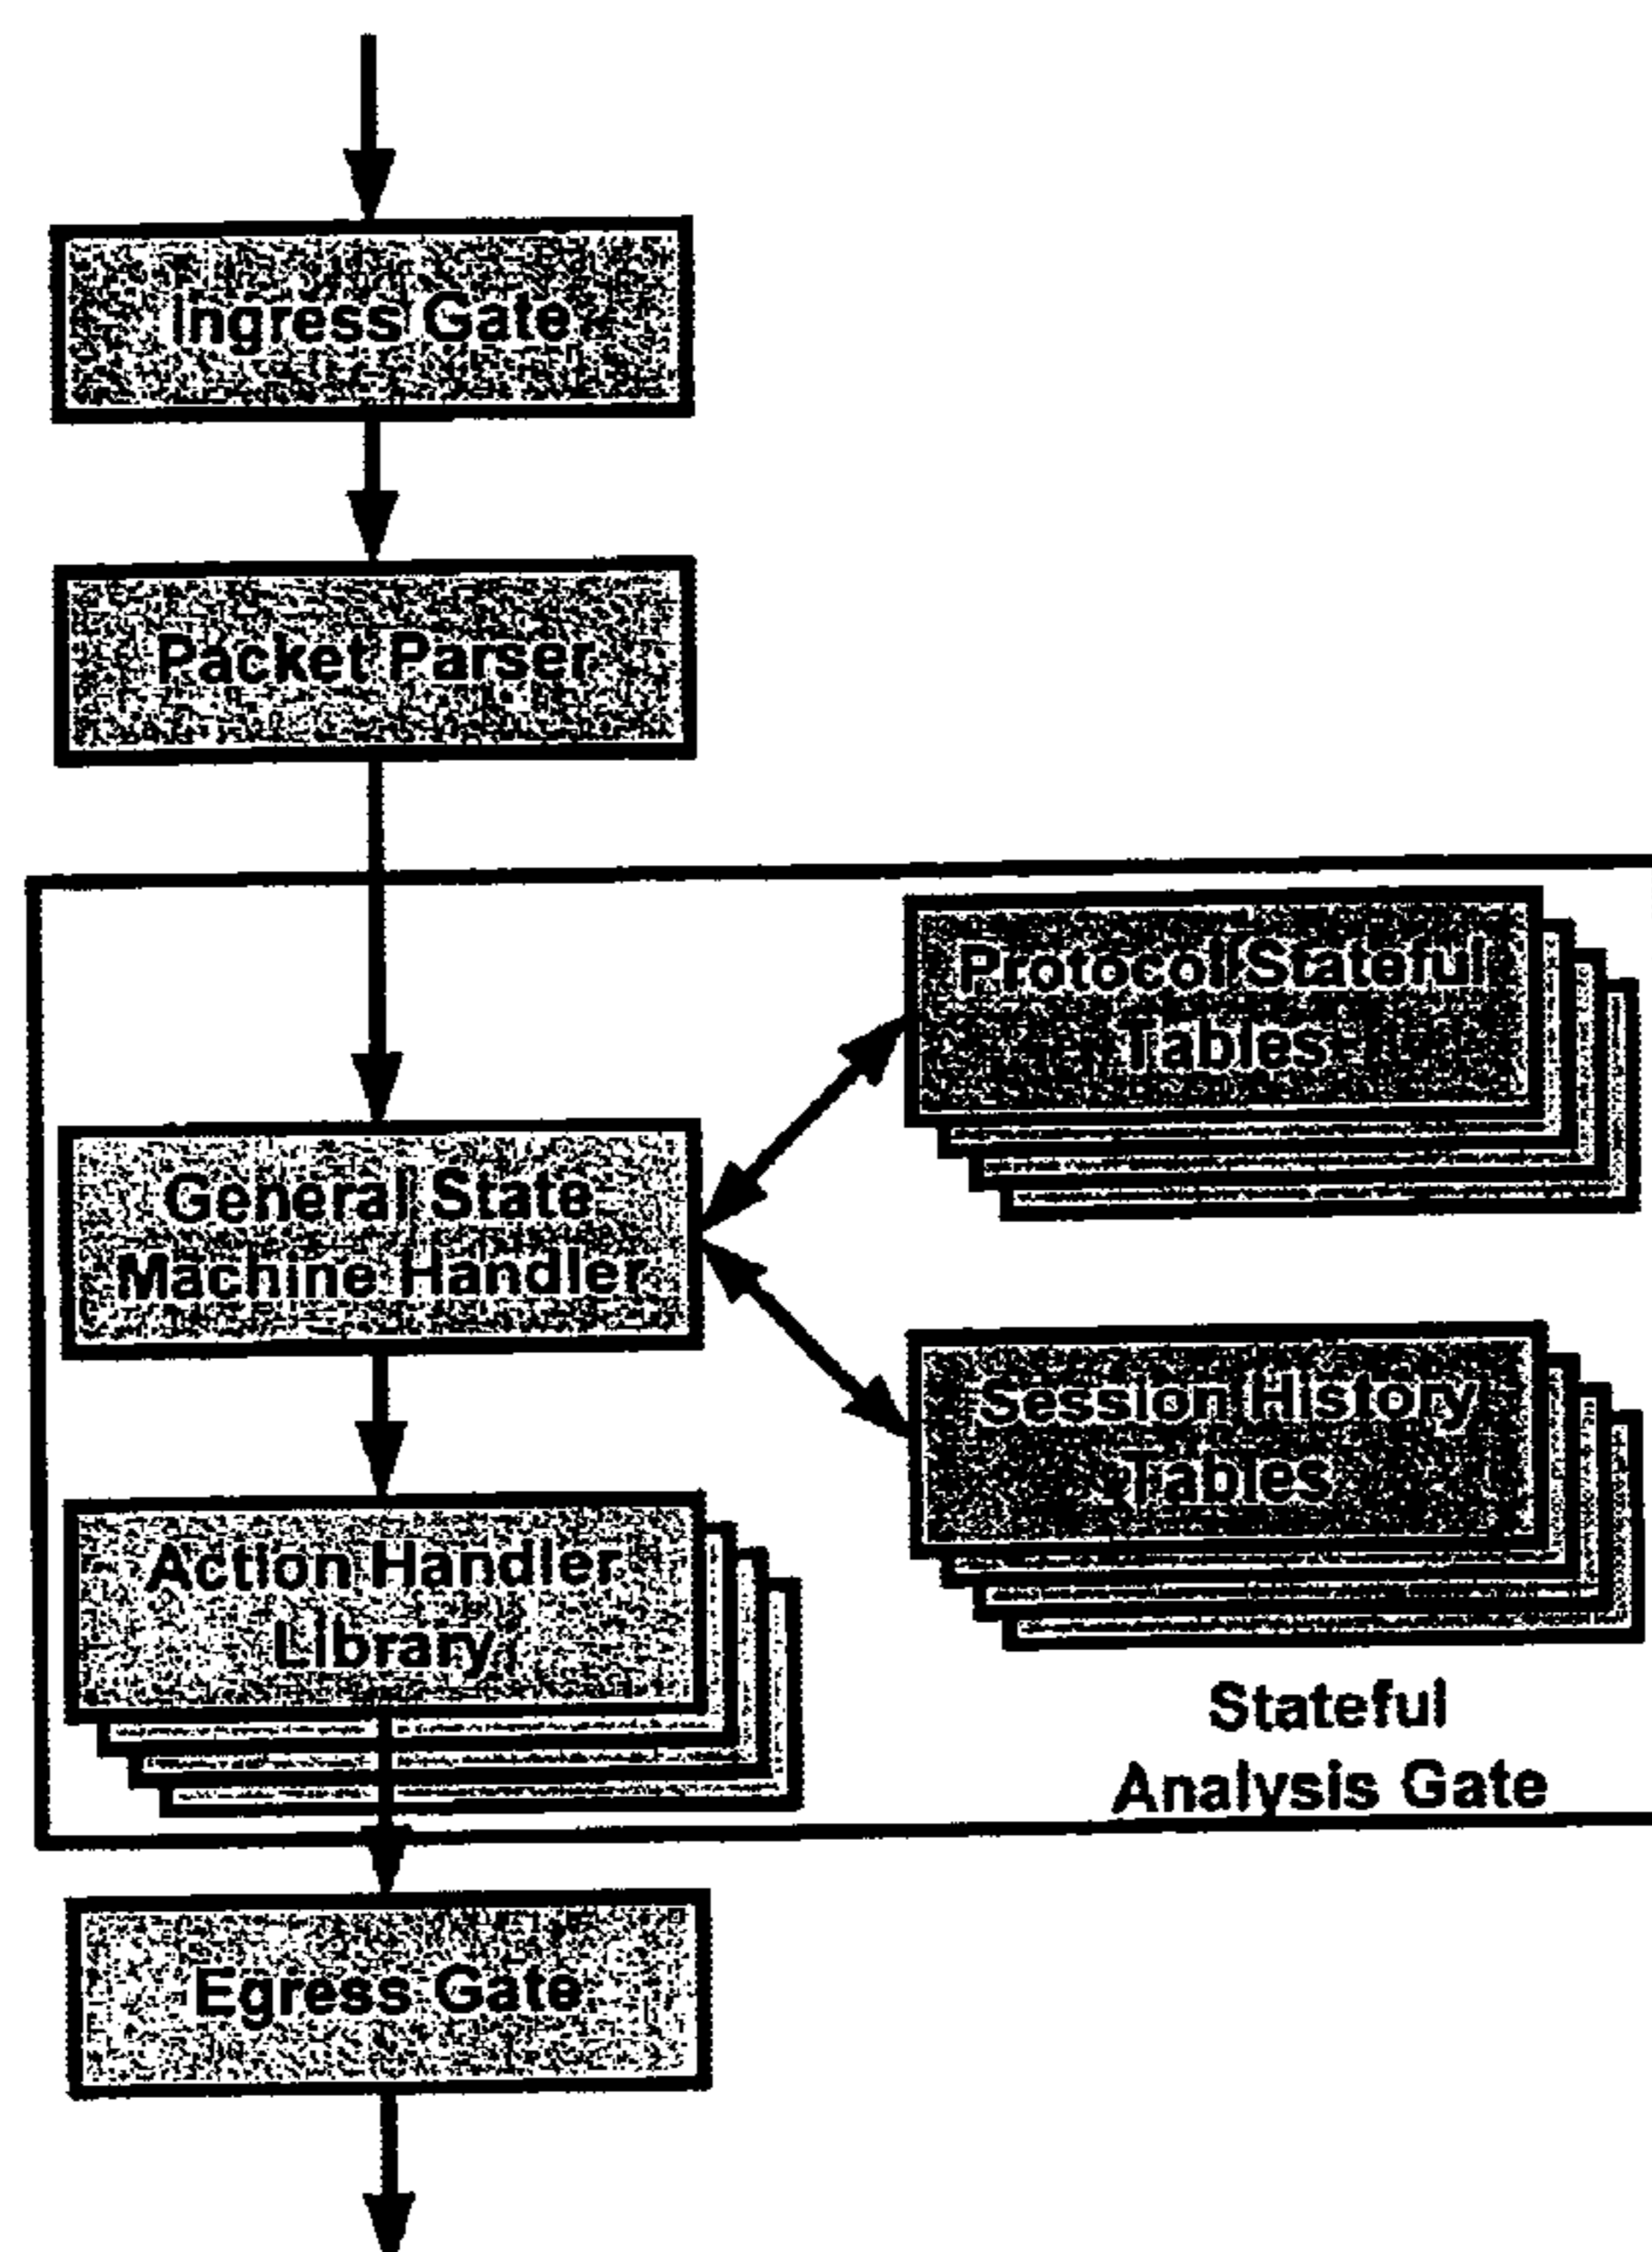 Ingress Gate
Packet Parser
Protocol Stateful
Tables
General State
Machine Handler
Session History
Tables
Action Handler
Library
Stateful
Analysis Gate
Egress Gate